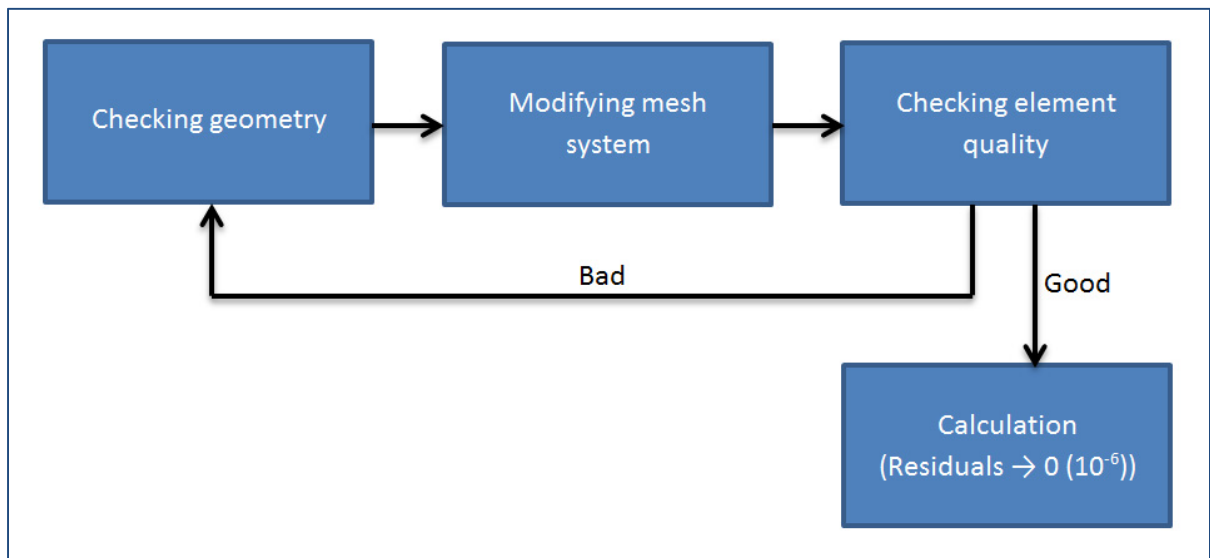 Checking geometry
Modifying mesh
system
Checking element
quality
Bad
Good
Calculation
(Residuals → 0 (10⁻⁶))